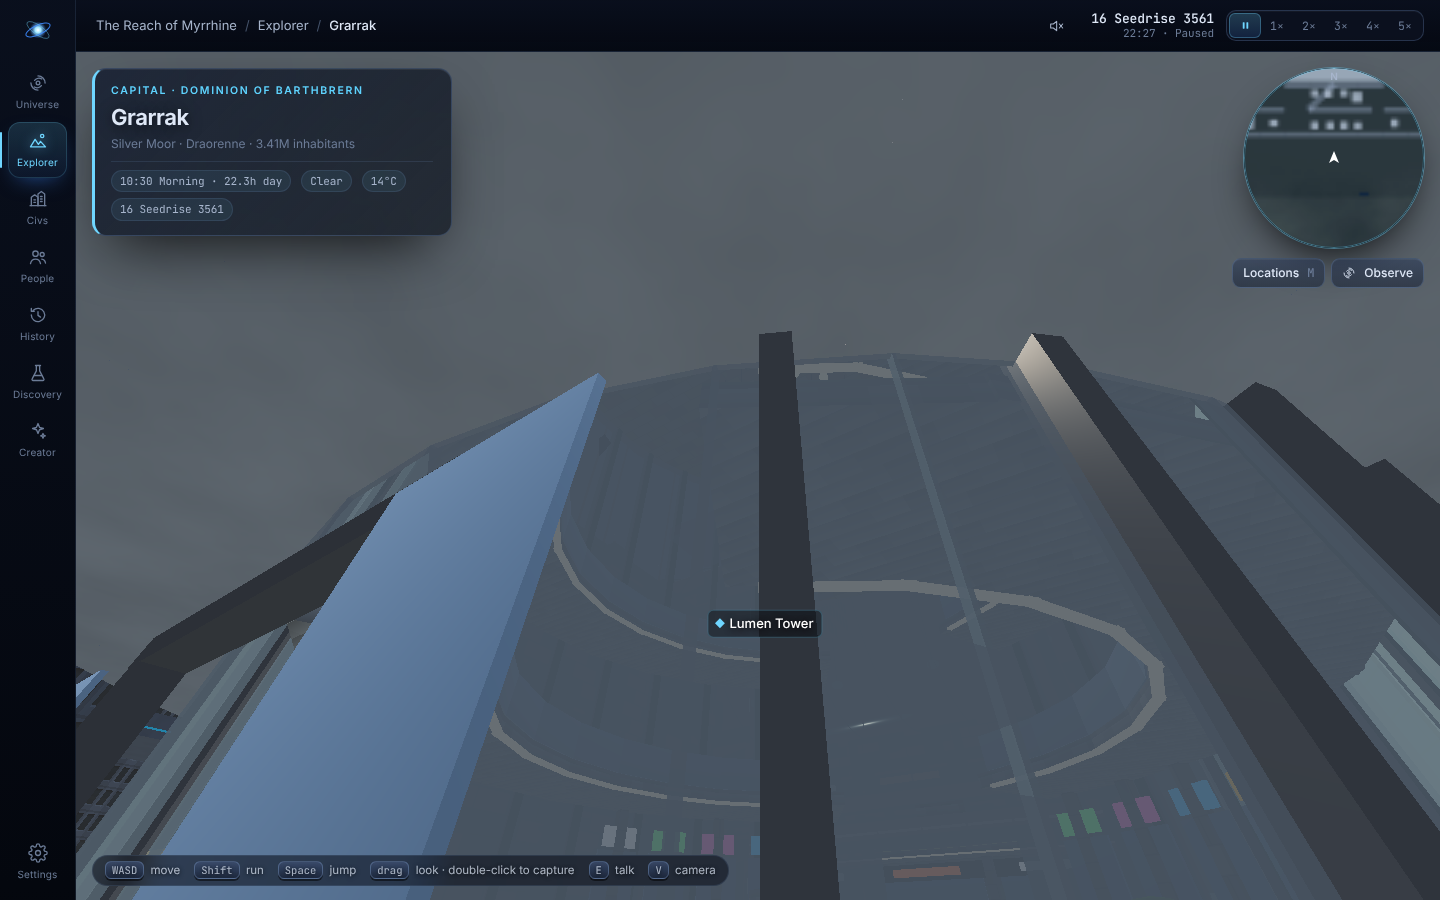 The Reach of Myrrhine / Explorer / Grarrak
16 Seedrise 3561
22:27 · Paused
1× 2× 3× 4× 5×
Universe
Explorer
Civs
People
History
Discovery
Creator
Settings
CAPITAL · DOMINION OF BARTHBRERN
Grarrak
Silver Moor · Draorenne · 3.41M inhabitants
10:30 Morning · 22.3h day Clear 14°C
16 Seedrise 3561
N
Locations M Observe
Lumen Tower
WASD move Shift run Space jump drag look · double-click to capture E talk V camera